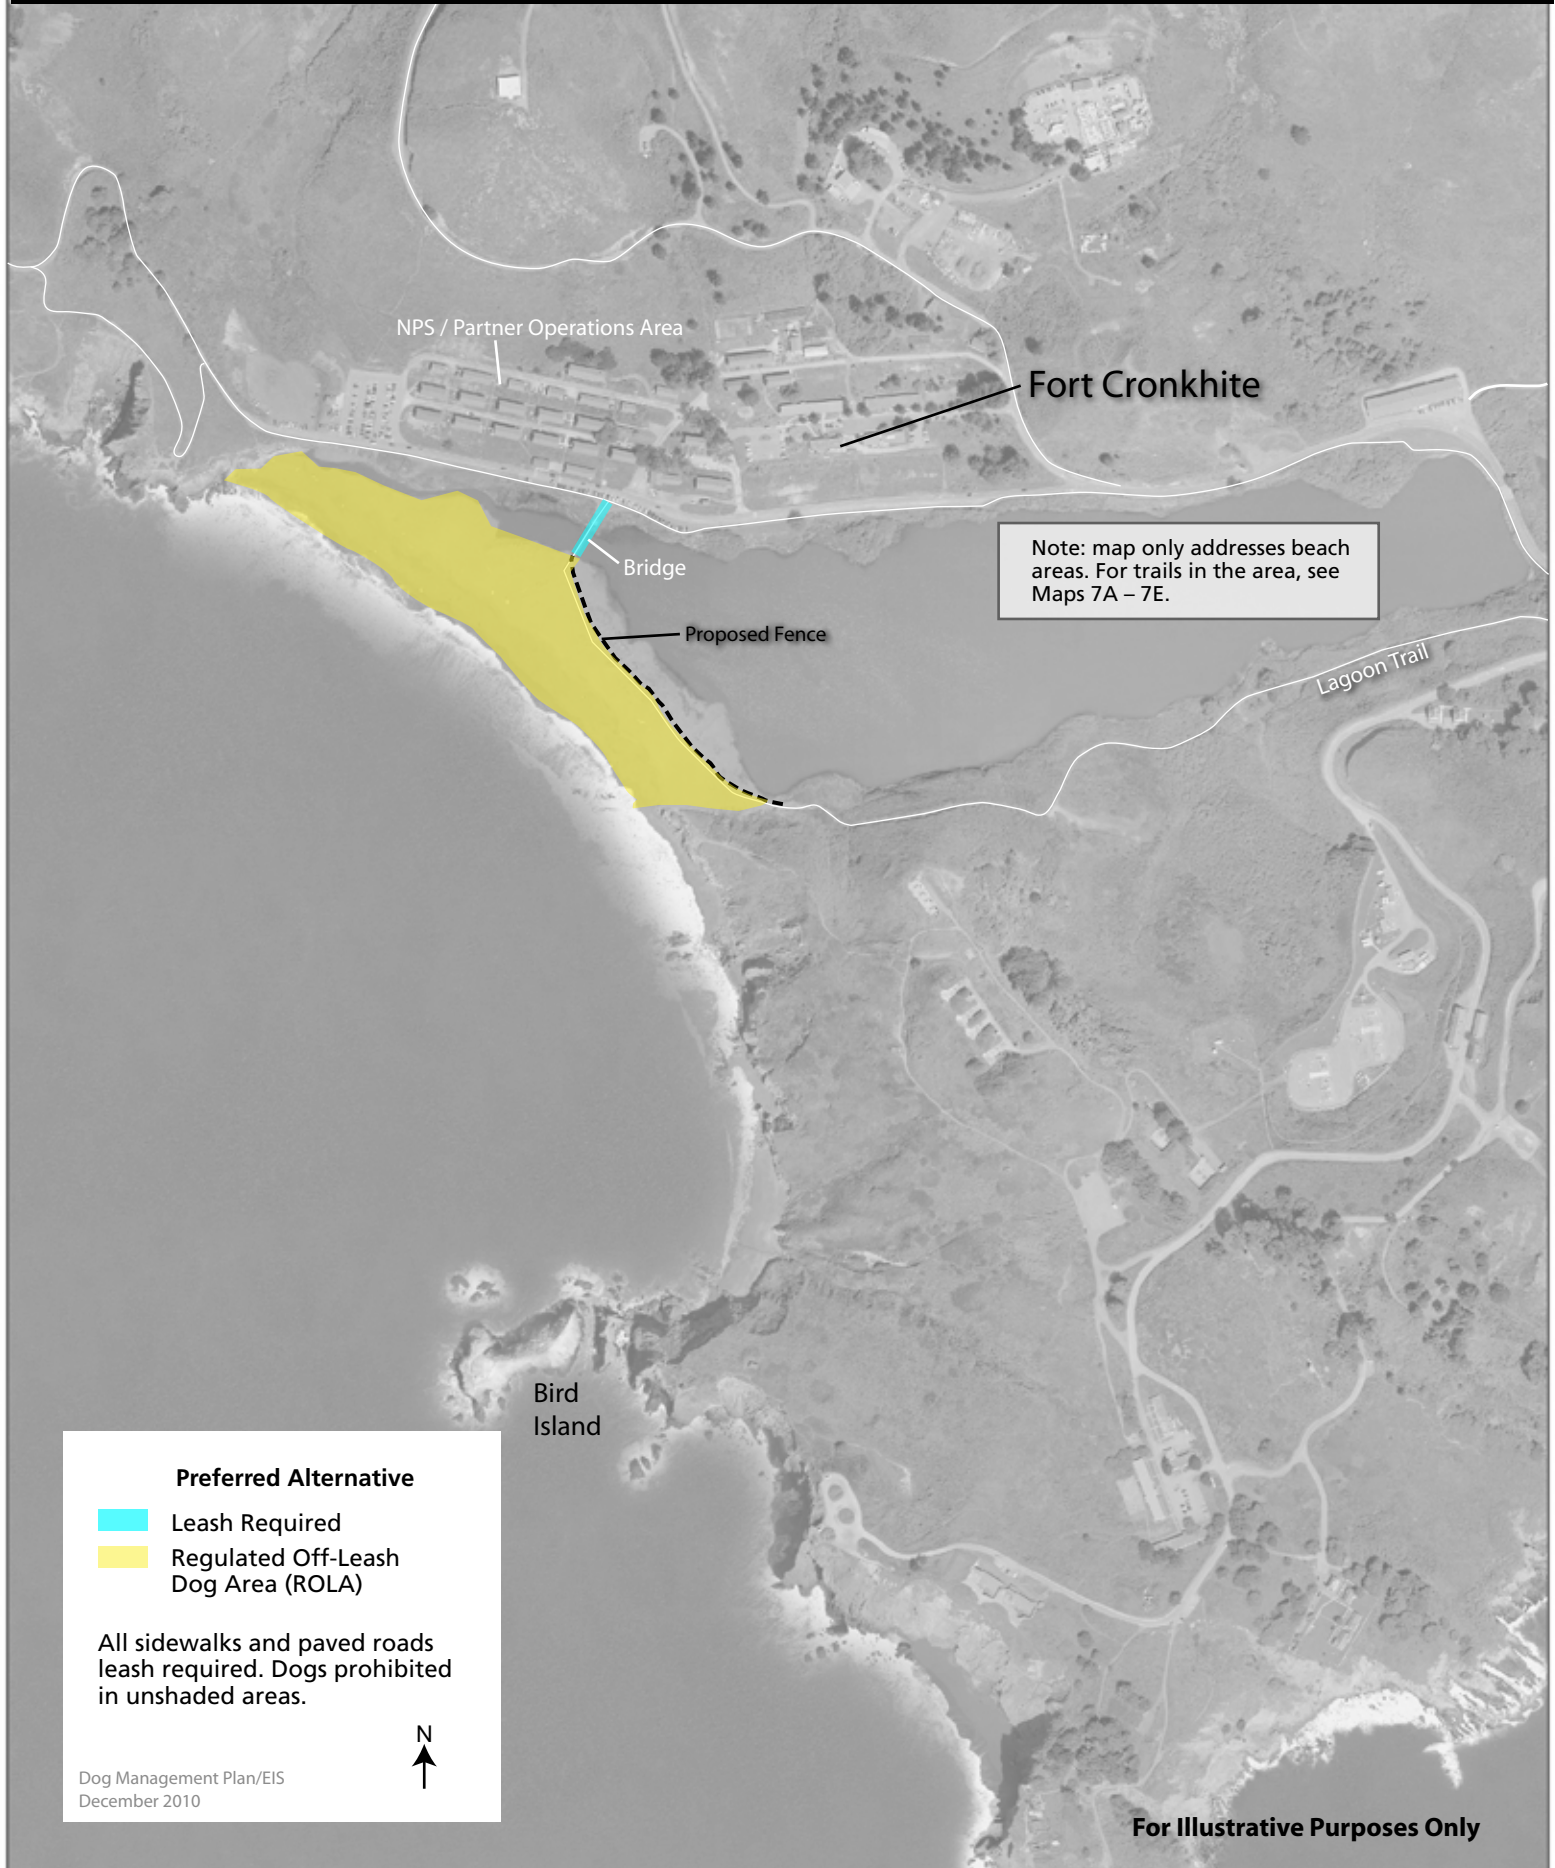 NPS / Partner Operations Area
Fort Cronkhite
Bridge
Note: map only addresses beach
areas. For trails in the area, see
Maps 7A – 7E.
Proposed Fence
Lagoon Trail
Bird
Island
Preferred Alternative
Leash Required
Regulated Off-Leash
Dog Area (ROLA)
All sidewalks and paved roads
leash required. Dogs prohibited
in unshaded areas.
N
Dog Management Plan/EIS
December 2010
For Illustrative Purposes Only